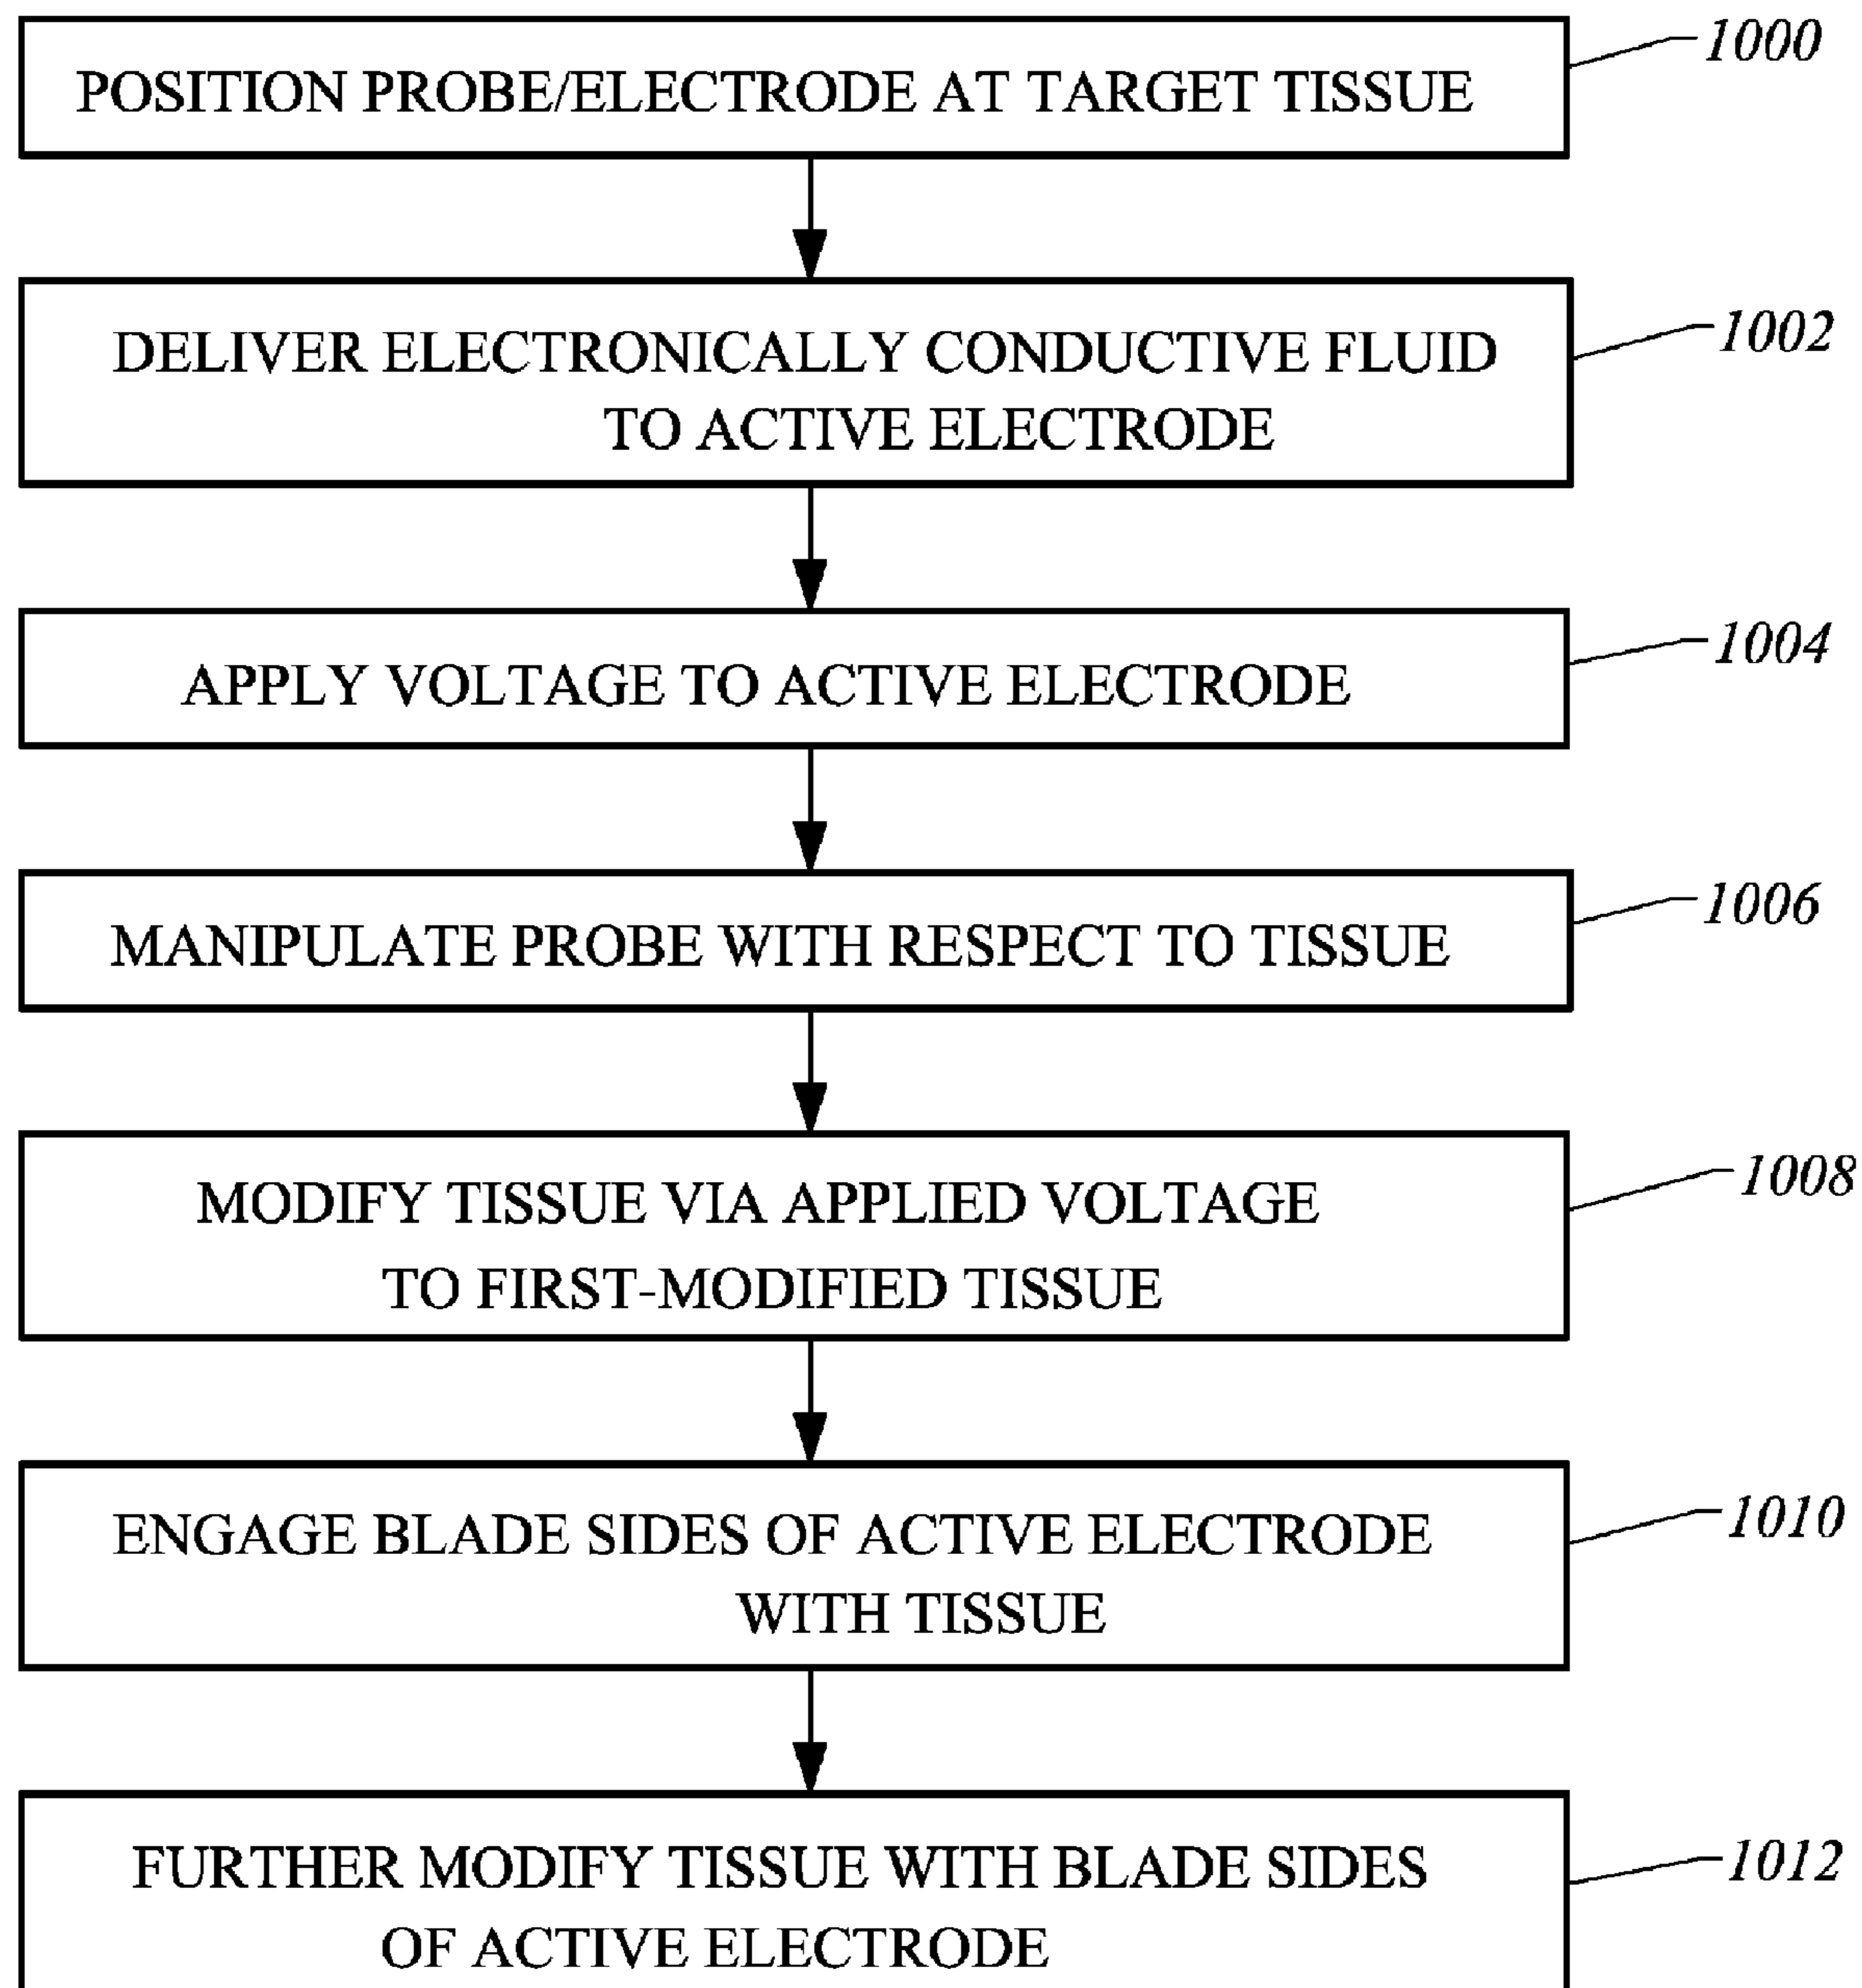 POSITION PROBE/ELECTRODE AT TARGET TISSUE
1000
DELIVER ELECTRONICALLY CONDUCTIVE FLUID
TO ACTIVE ELECTRODE
1002
APPLY VOLTAGE TO ACTIVE ELECTRODE
1004
MANIPULATE PROBE WITH RESPECT TO TISSUE
1006
MODIFY TISSUE VIA APPLIED VOLTAGE
TO FIRST-MODIFIED TISSUE
1008
ENGAGE BLADE SIDES OF ACTIVE ELECTRODE
WITH TISSUE
1010
FURTHER MODIFY TISSUE WITH BLADE SIDES
OF ACTIVE ELECTRODE
1012